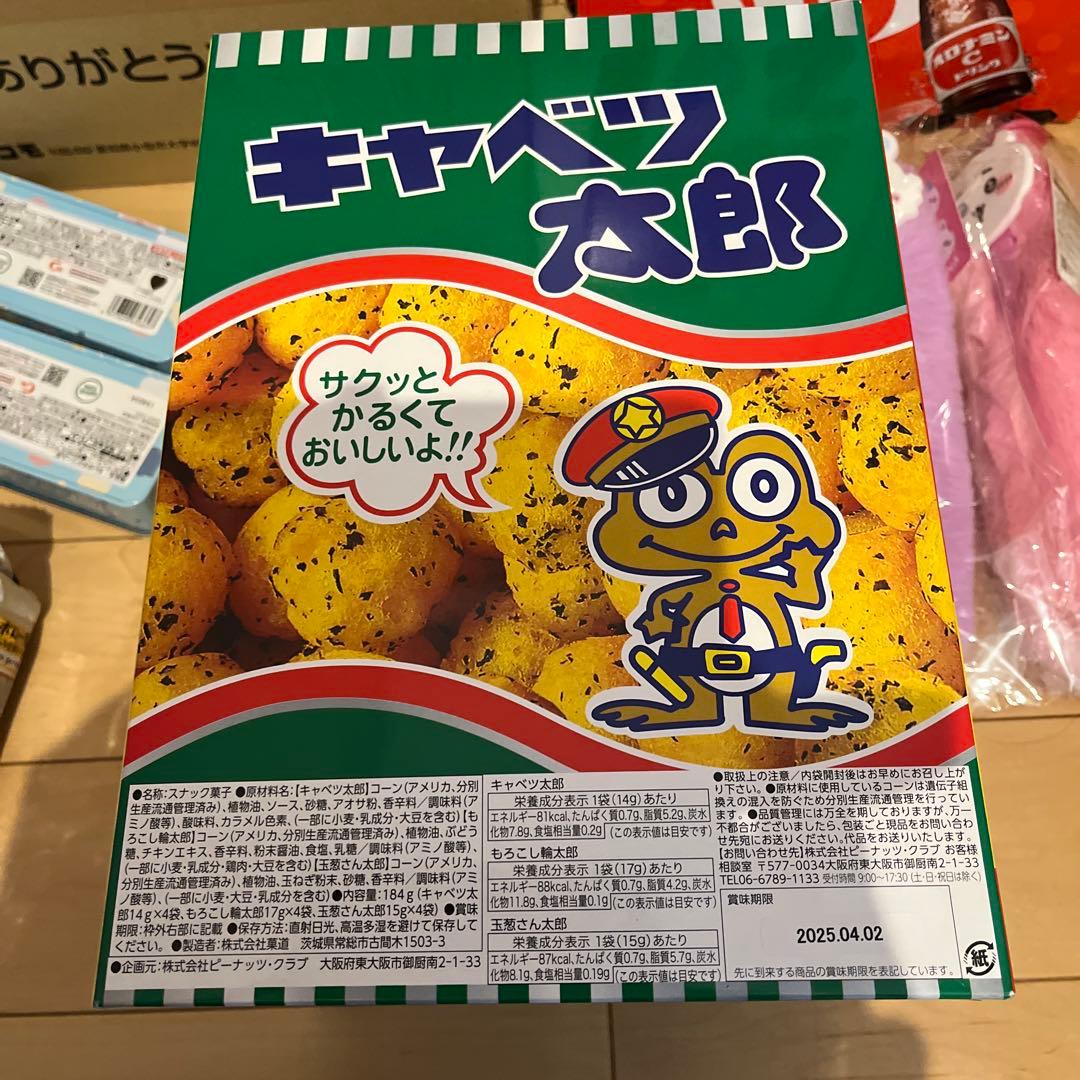 ありがとう
コモ
オロナミン
C
ドリンク
キャベツ
太郎
サクッと
かるくて
おいしいよ!!
●名称:スナック菓子 ●原材料名:【キャベツ太郎】コーン(アメリカ、分別
生産流通管理済み)、植物油、ソース、砂糖、アオサ粉、香辛料/調味料(ア
ミノ酸等)、酸味料、カラメル色素、(一部に小麦・乳成分・大豆を含む)【も
ろこし輪太郎】コーン(アメリカ、分別生産流通管理済み)、植物油、ぶどう
糖、チキンエキス、香辛料、粉末醤油、食塩、乳糖/調味料(アミノ酸等)、
(一部に小麦・乳成分・鶏肉・大豆を含む)【玉葱さん太郎】コーン(アメリカ、
分別生産流通管理済み)、植物油、玉ねぎ粉末、砂糖、香辛料/調味料(アミ
ノ酸等)、(一部に小麦・乳成分・大豆を含む)●内容量:184g(キャベツ太
郎14g×4袋、もろこし輪太郎17g×4袋、玉葱さん太郎15g×4袋) ●賞味
期限:枠外右部に記載 ●保存方法:直射日光、高温多湿を避けて保存して
ください。 ●製造者:株式会社菓道 茨城県常総市古間木1503-3
●企画元:株式会社ピーナッツ・クラブ 大阪府東大阪市御厨南2-1-33
キャベツ太郎
栄養成分表示 1袋(14g)あたり
エネルギー81kcal、たんぱく質0.7g、脂質5.2g、炭水
化物7.8g、食塩相当量0.2g (この表示値は目安です)
もろこし輪太郎
栄養成分表示 1袋(17g)あたり
エネルギー88kcal、たんぱく質0.7g、脂質4.2g、炭水
化物11.8g、食塩相当量0.1g (この表示値は目安です)
玉葱さん太郎
栄養成分表示 1袋(15g)あたり
エネルギー87kcal、たんぱく質0.7g、脂質5.7g、炭水
化物8.1g、食塩相当量0.19g (この表示値は目安です)
●取扱上の注意/内袋開封後はお早めにお召し上が
り下さい。 ●原材料に使用しているコーンは遺伝子組
換えの混入を防ぐため分別生産流通管理を行ってい
ます。 ●品質管理には万全を期しておりますが、万一
不都合がございましたら、包装ごと現品をお問い合わ
せ先宛にお送りください。代品をお送りいたします。
【お問い合わせ先】株式会社ピーナッツ・クラブ お客様
相談室 〒577-0034大阪府東大阪市御厨南2-1-33
TEL06-6789-1133 受付時間 9:00〜17:30 (土・日・祝日は除く)
賞味期限
2025.04.02
先に到来する商品の賞味期限を表記しています。
紙